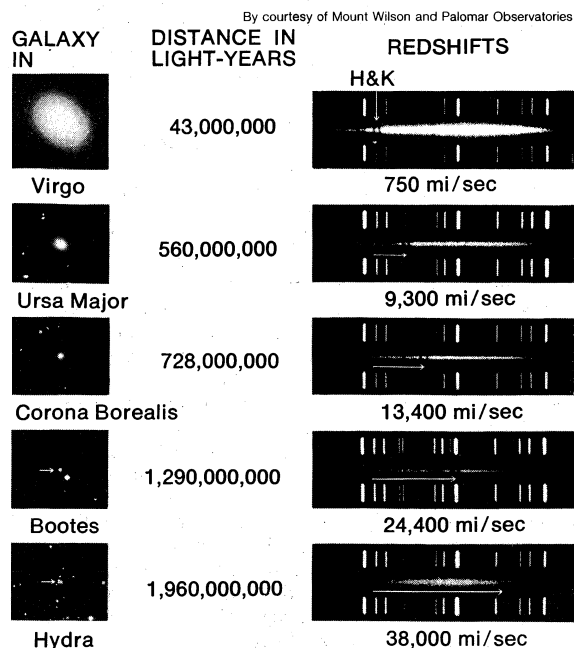 By courtesy of Mount Wilson and Palomar Observatories
GALAXY IN
DISTANCE IN LIGHT-YEARS
REDSHIFTS
H&K
Virgo
43,000,000
750 mi/sec
Ursa Major
560,000,000
9,300 mi/sec
Corona Borealis
728,000,000
13,400 mi/sec
Bootes
1,290,000,000
24,400 mi/sec
Hydra
1,960,000,000
38,000 mi/sec